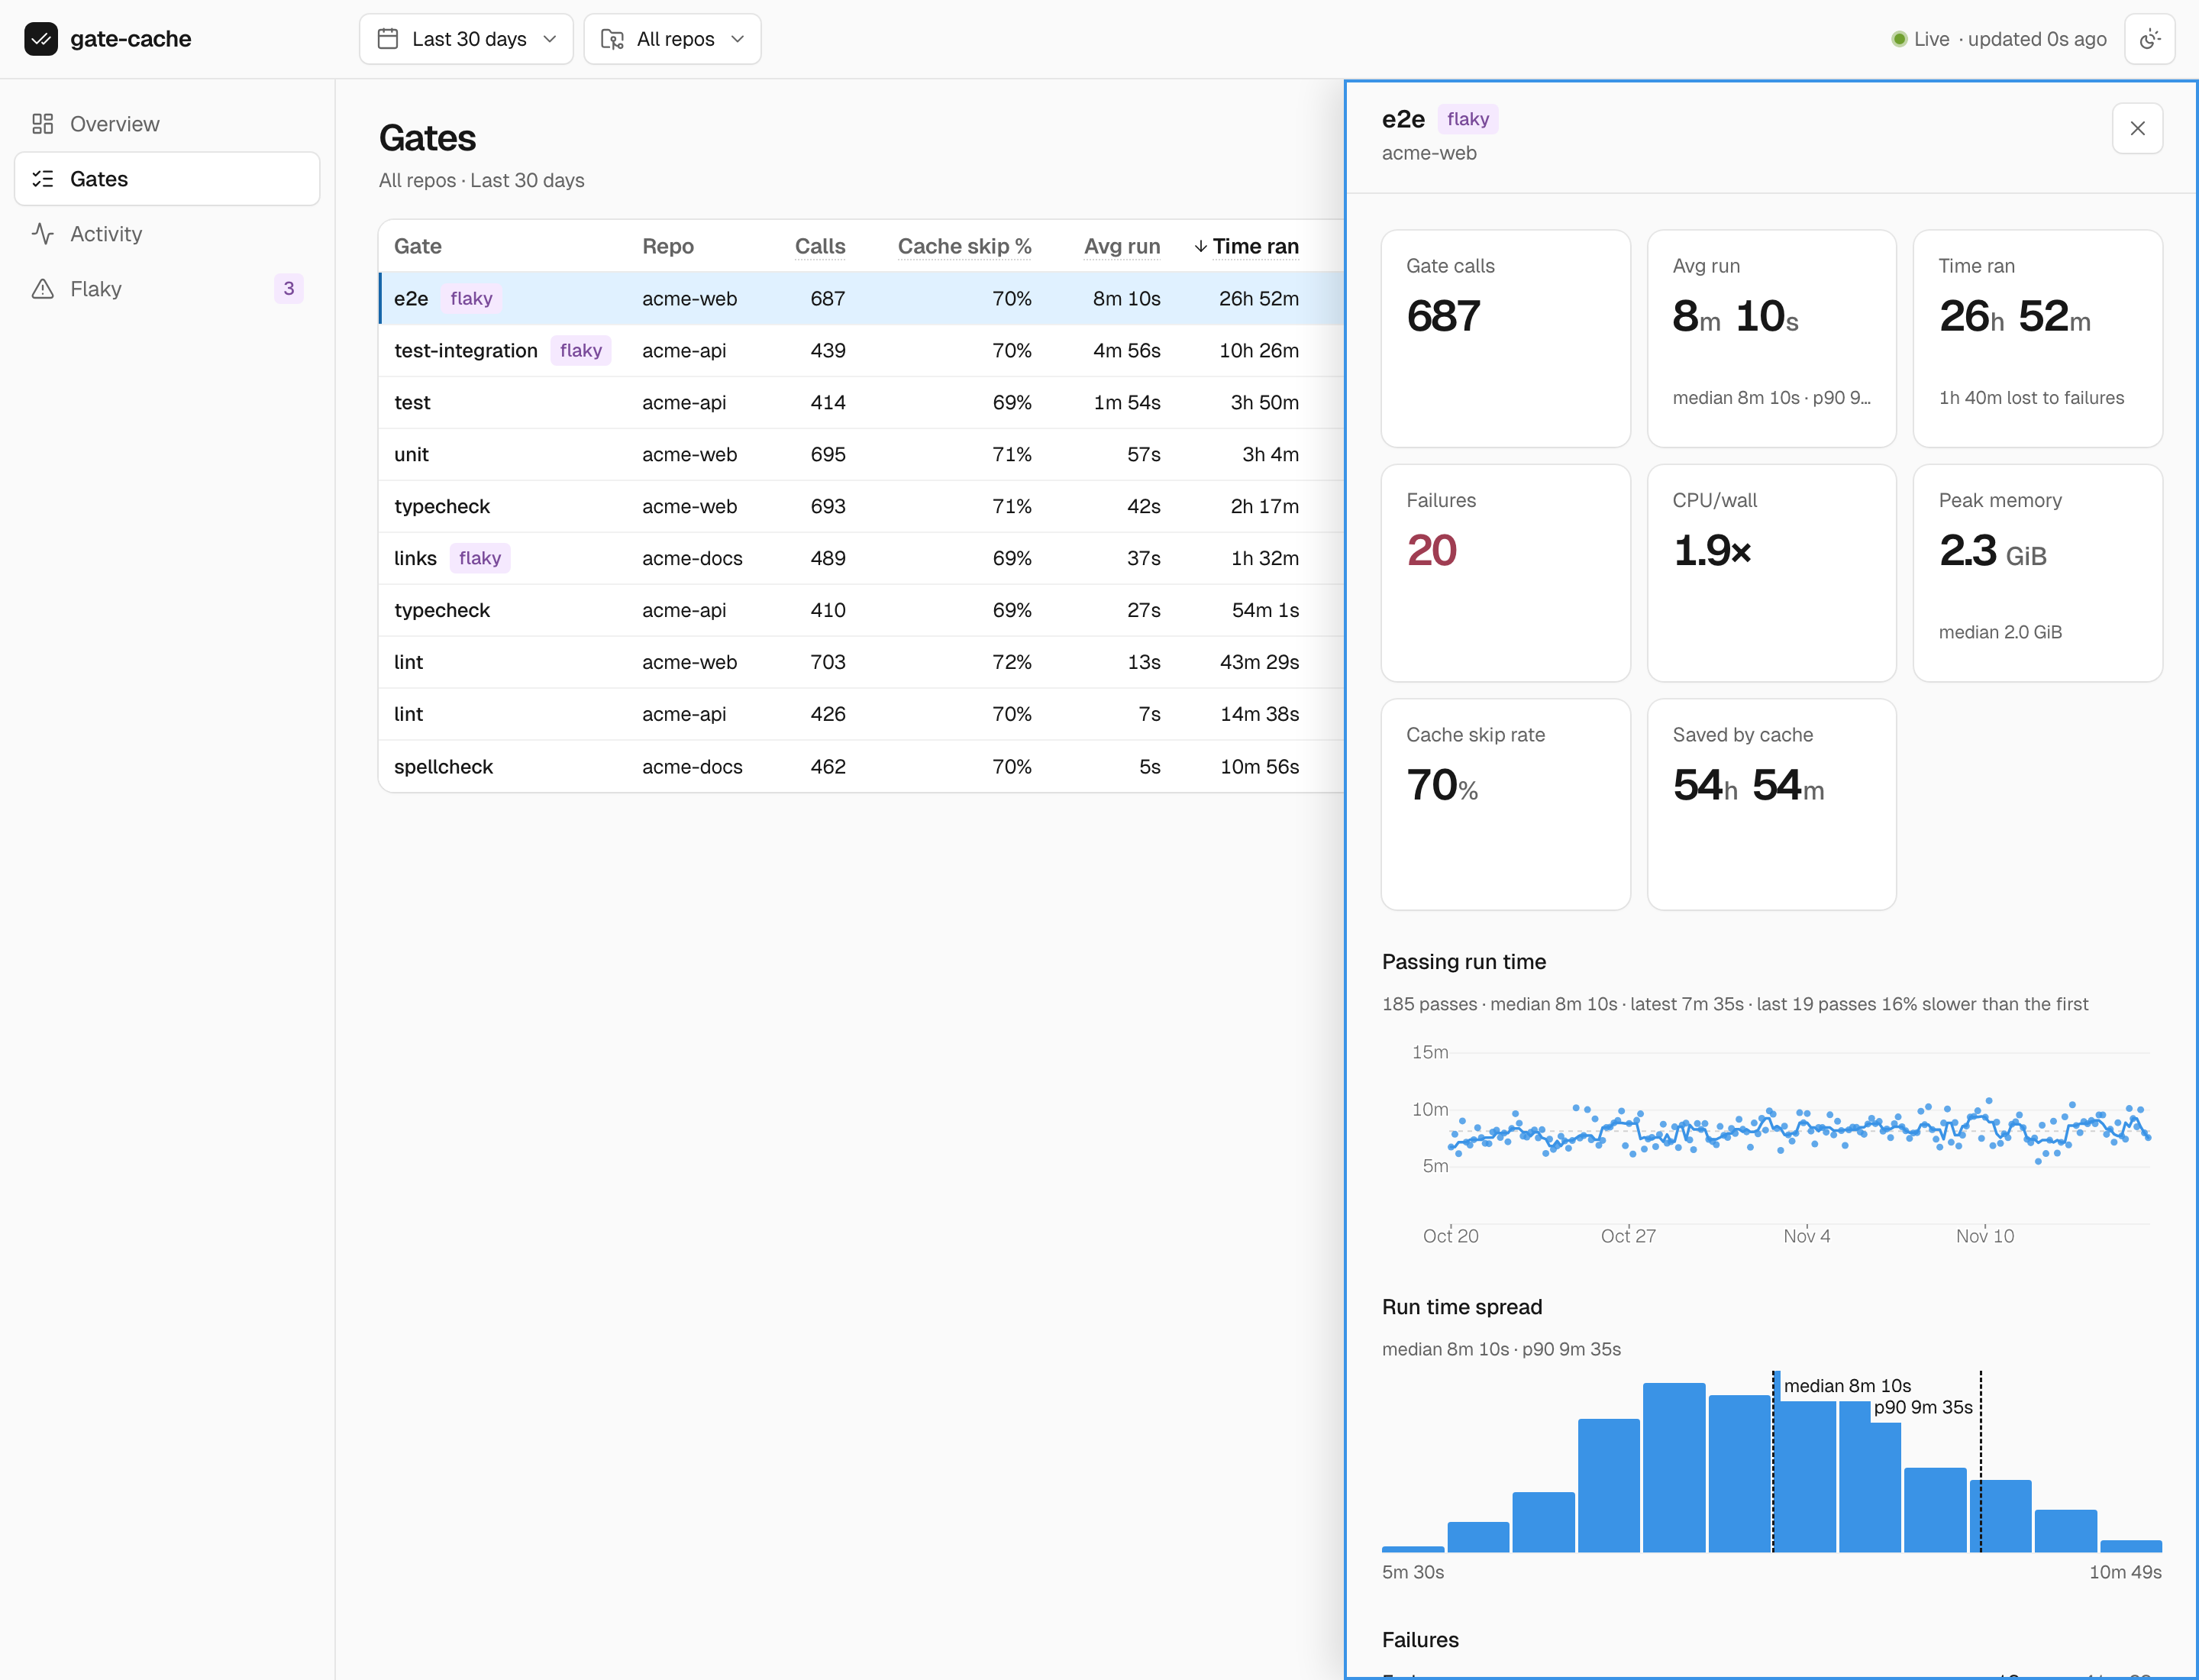 gate-cache
Last 30 days
All repos
Live · updated 0s ago
Overview
Gates
Activity
Flaky 3
Gates
All repos · Last 30 days
Gate Repo Calls Cache skip % Avg run ↓ Time ran
e2e flaky acme-web 687 70% 8m 10s 26h 52m
test-integration flaky acme-api 439 70% 4m 56s 10h 26m
test acme-api 414 69% 1m 54s 3h 50m
unit acme-web 695 71% 57s 3h 4m
typecheck acme-web 693 71% 42s 2h 17m
links flaky acme-docs 489 69% 37s 1h 32m
typecheck acme-api 410 69% 27s 54m 1s
lint acme-web 703 72% 13s 43m 29s
lint acme-api 426 70% 7s 14m 38s
spellcheck acme-docs 462 70% 5s 10m 56s
e2e flaky
acme-web
Gate calls
687
Avg run
8m 10s
median 8m 10s · p90 9...
Time ran
26h 52m
1h 40m lost to failures
Failures
20
CPU/wall
1.9×
Peak memory
2.3 GiB
median 2.0 GiB
Cache skip rate
70%
Saved by cache
54h 54m
Passing run time
185 passes · median 8m 10s · latest 7m 35s · last 19 passes 16% slower than the first
15m
10m
5m
Oct 20 Oct 27 Nov 4 Nov 10
Run time spread
median 8m 10s · p90 9m 35s
median 8m 10s
p90 9m 35s
5m 30s 10m 49s
Failures